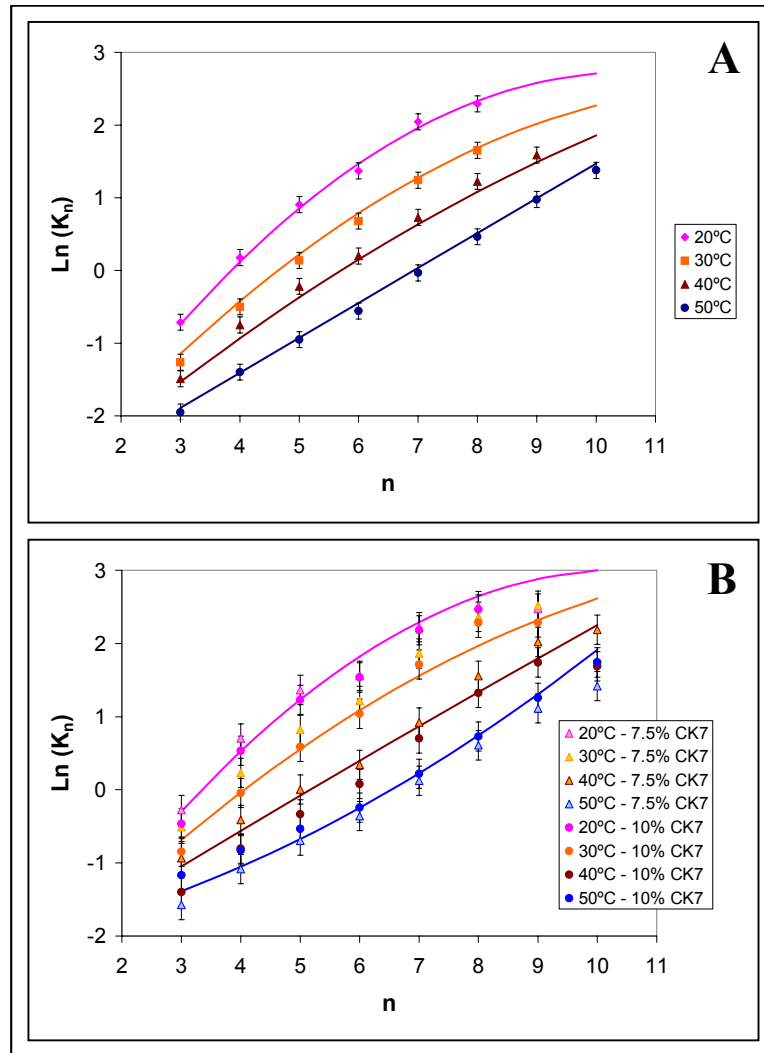 A
3
2
1
0
-1
-2
Ln (Kn)
2 3 4 5 6 7 8 9 10 11
n
20ºC
30ºC
40ºC
50ºC
B
3
2
1
0
-1
-2
Ln (Kn)
2 3 4 5 6 7 8 9 10 11
n
20ºC - 7.5% CK7
30ºC - 7.5% CK7
40ºC - 7.5% CK7
50ºC - 7.5% CK7
20ºC - 10% CK7
30ºC - 10% CK7
40ºC - 10% CK7
50ºC - 10% CK7